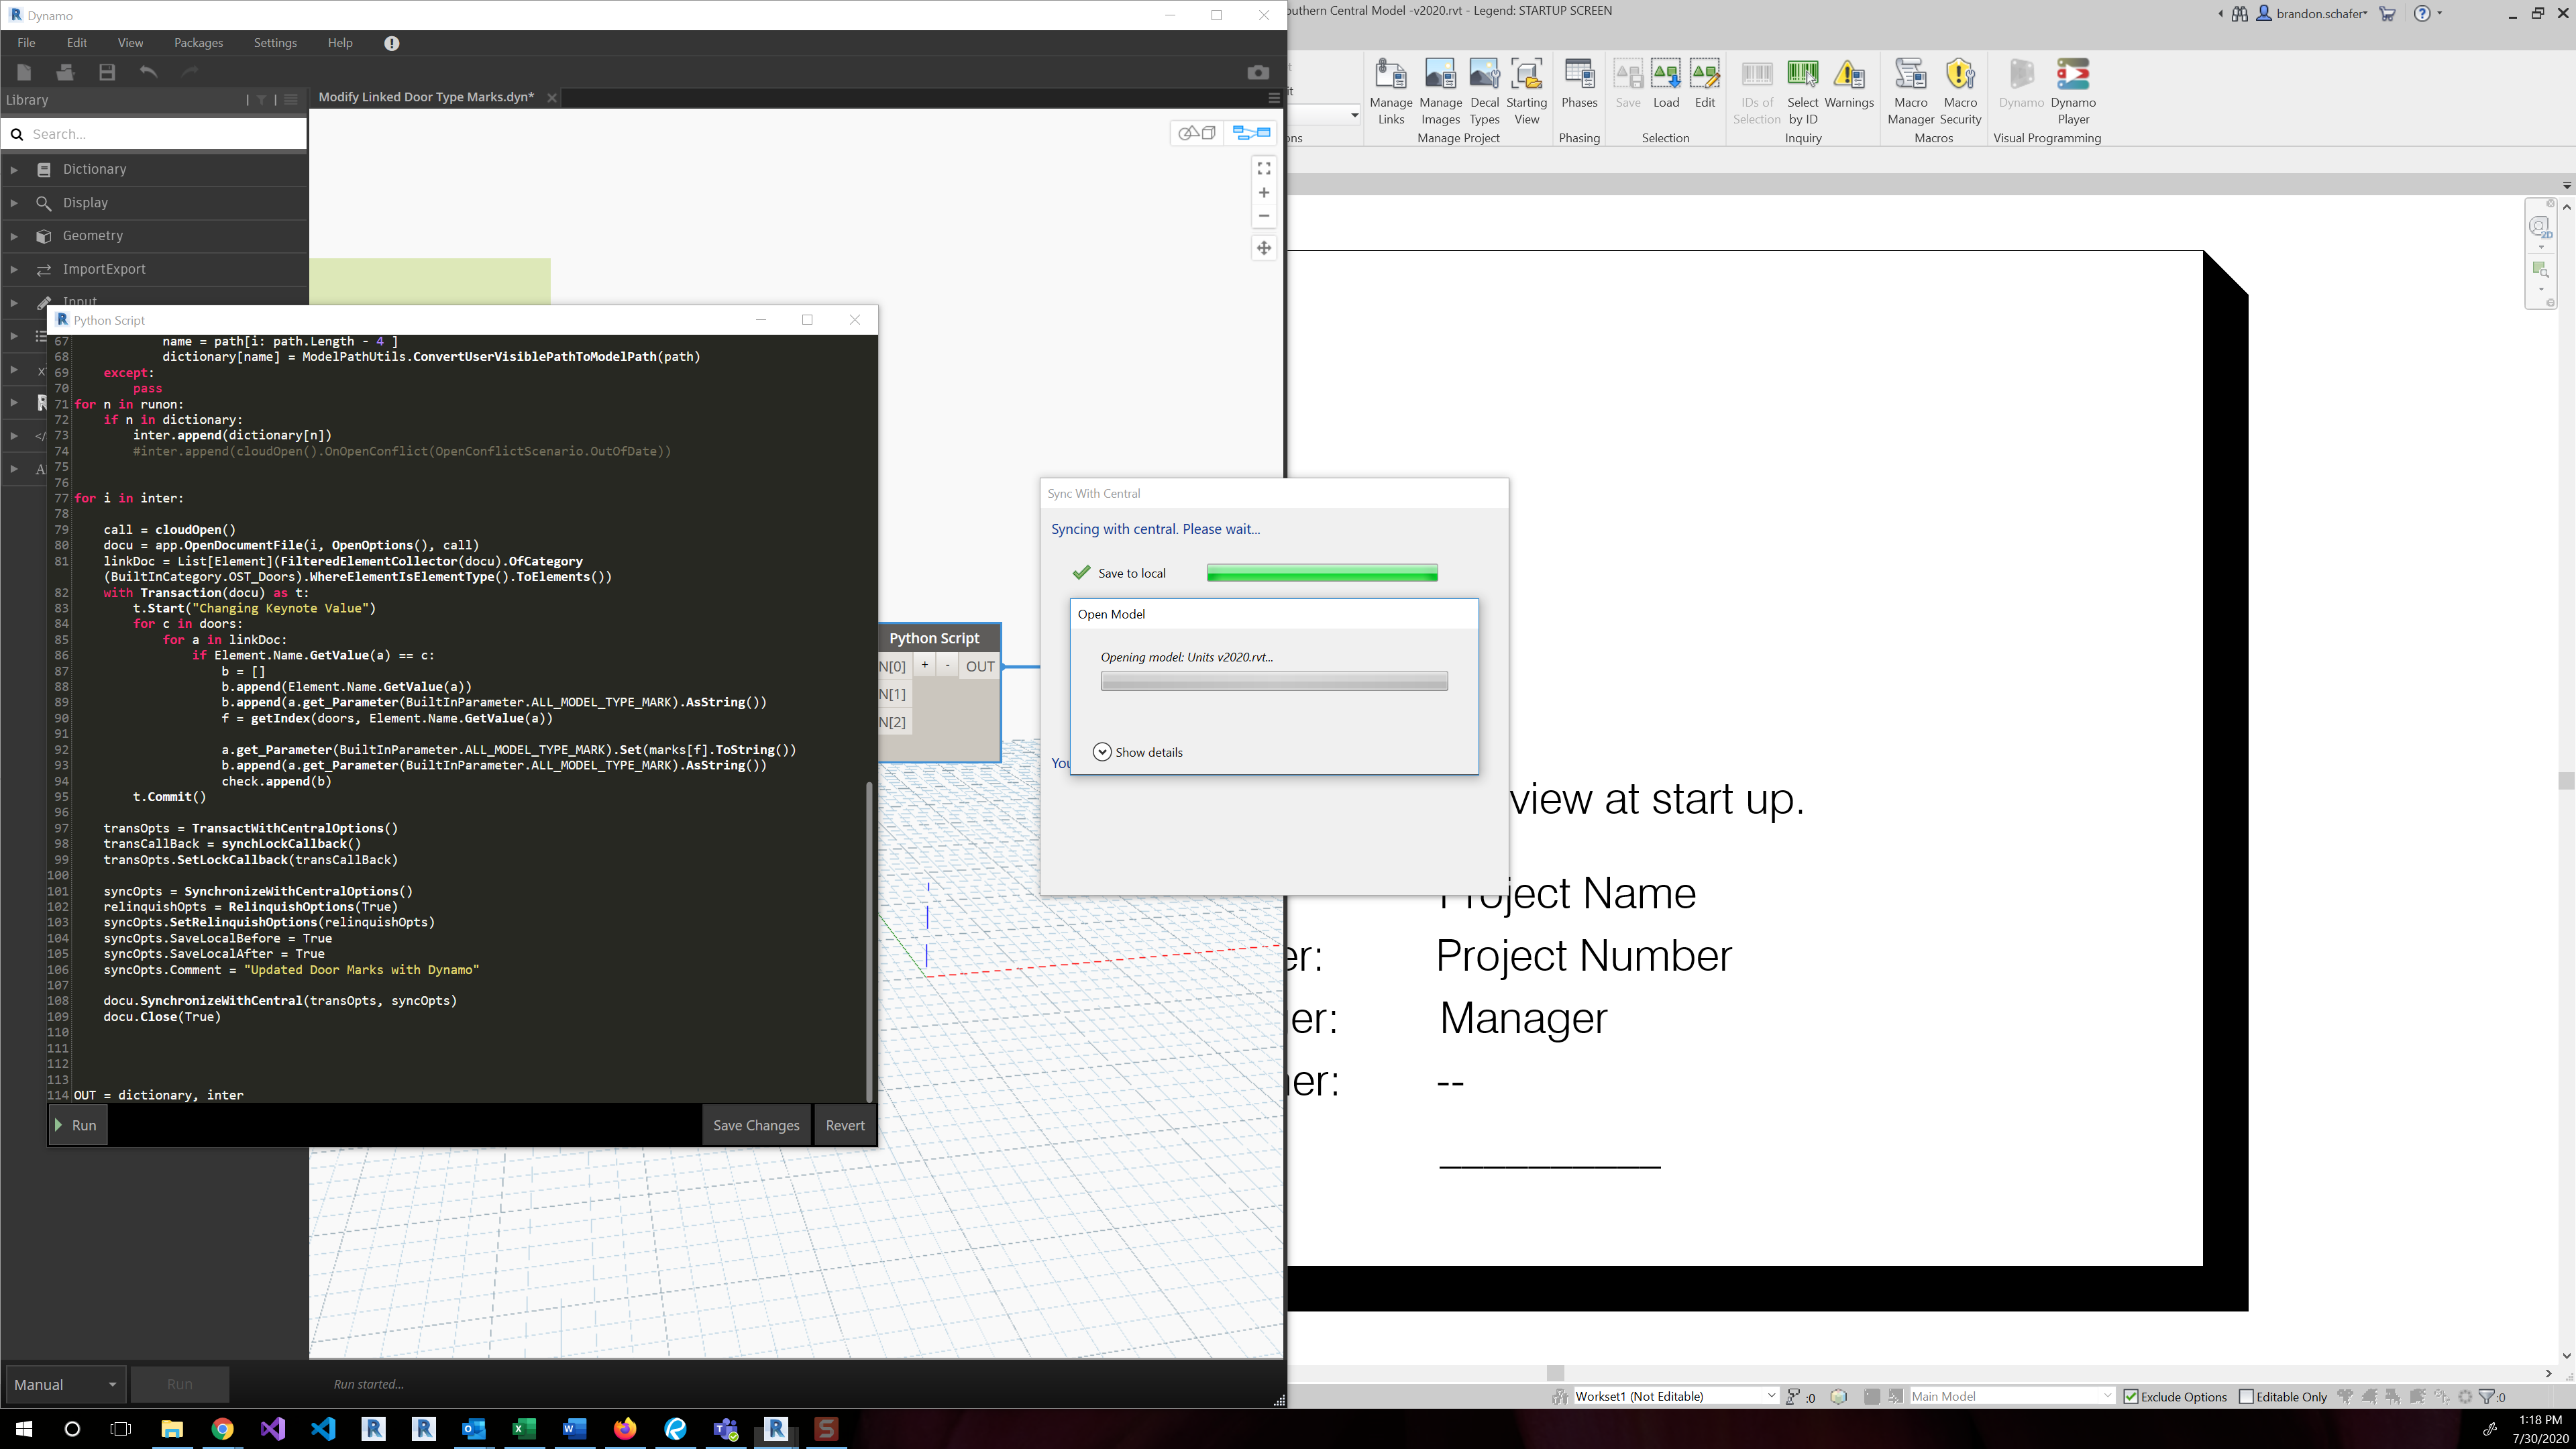 Dynamo
File Edit View Packages Settings Help
Library
Modify Linked Door Type Marks.dyn*
Search...
Dictionary
Display
Geometry
ImportExport
Input
Python Script
67 name = path[i: path.Length - 4 ]
68 dictionary[name] = ModelPathUtils.ConvertUserVisiblePathToModelPath(path)
69 except:
70 pass
71 for n in runon:
72 if n in dictionary:
73 inter.append(dictionary[n])
74 #inter.append(cloudOpen().OnOpenConflict(OpenConflictScenario.OutOfDate))
75
76
77 for i in inter:
78
79 call = cloudOpen()
80 docu = app.OpenDocumentFile(i, OpenOptions(), call)
81 linkDoc = List[Element](FilteredElementCollector(docu).OfCategory
(BuiltInCategory.OST_Doors).WhereElementIsElementType().ToElements())
82 with Transaction(docu) as t:
83 t.Start("Changing Keynote Value")
84 for c in doors:
85 for a in linkDoc:
86 if Element.Name.GetValue(a) == c:
87 b = []
88 b.append(Element.Name.GetValue(a))
89 b.append(a.get_Parameter(BuiltInParameter.ALL_MODEL_TYPE_MARK).AsString())
90 f = getIndex(doors, Element.Name.GetValue(a))
91
92 a.get_Parameter(BuiltInParameter.ALL_MODEL_TYPE_MARK).Set(marks[f].ToString())
93 b.append(a.get_Parameter(BuiltInParameter.ALL_MODEL_TYPE_MARK).AsString())
94 check.append(b)
95 t.Commit()
96
97 transOpts = TransactWithCentralOptions()
98 transCallBack = synchLockCallback()
99 transOpts.SetLockCallback(transCallBack)
100
101 syncOpts = SynchronizeWithCentralOptions()
102 relinquishOpts = RelinquishOptions(True)
103 syncOpts.SetRelinquishOptions(relinquishOpts)
104 syncOpts.SaveLocalBefore = True
105 syncOpts.SaveLocalAfter = True
106 syncOpts.Comment = "Updated Door Marks with Dynamo"
107
108 docu.SynchronizeWithCentral(transOpts, syncOpts)
109 docu.Close(True)
110
111
112
113
114 OUT = dictionary, inter
Run Save Changes Revert
Python Script
N[0] + - OUT
N[1]
N[2]
Manual Run Run started...
Sync With Central
Syncing with central. Please wait...
Save to local
Open Model
Opening model: Units v2020.rvt...
Show details
You
outhern Central Model -v2020.rvt - Legend: STARTUP SCREEN
brandon.schafer
Manage Links
Manage Images
Decal Types
Starting View
Phases
Save
Load
Edit
IDs of Selection
Select by ID
Warnings
Macro Manager
Macro Security
Dynamo
Dynamo Player
ons Manage Project Phasing Selection Inquiry Macros Visual Programming
2D
view at start up.
Project Name
er: Project Number
er: Manager
er: --
Workset1 (Not Editable) :0 Main Model Exclude Options Editable Only :0
1:18 PM
7/30/2020